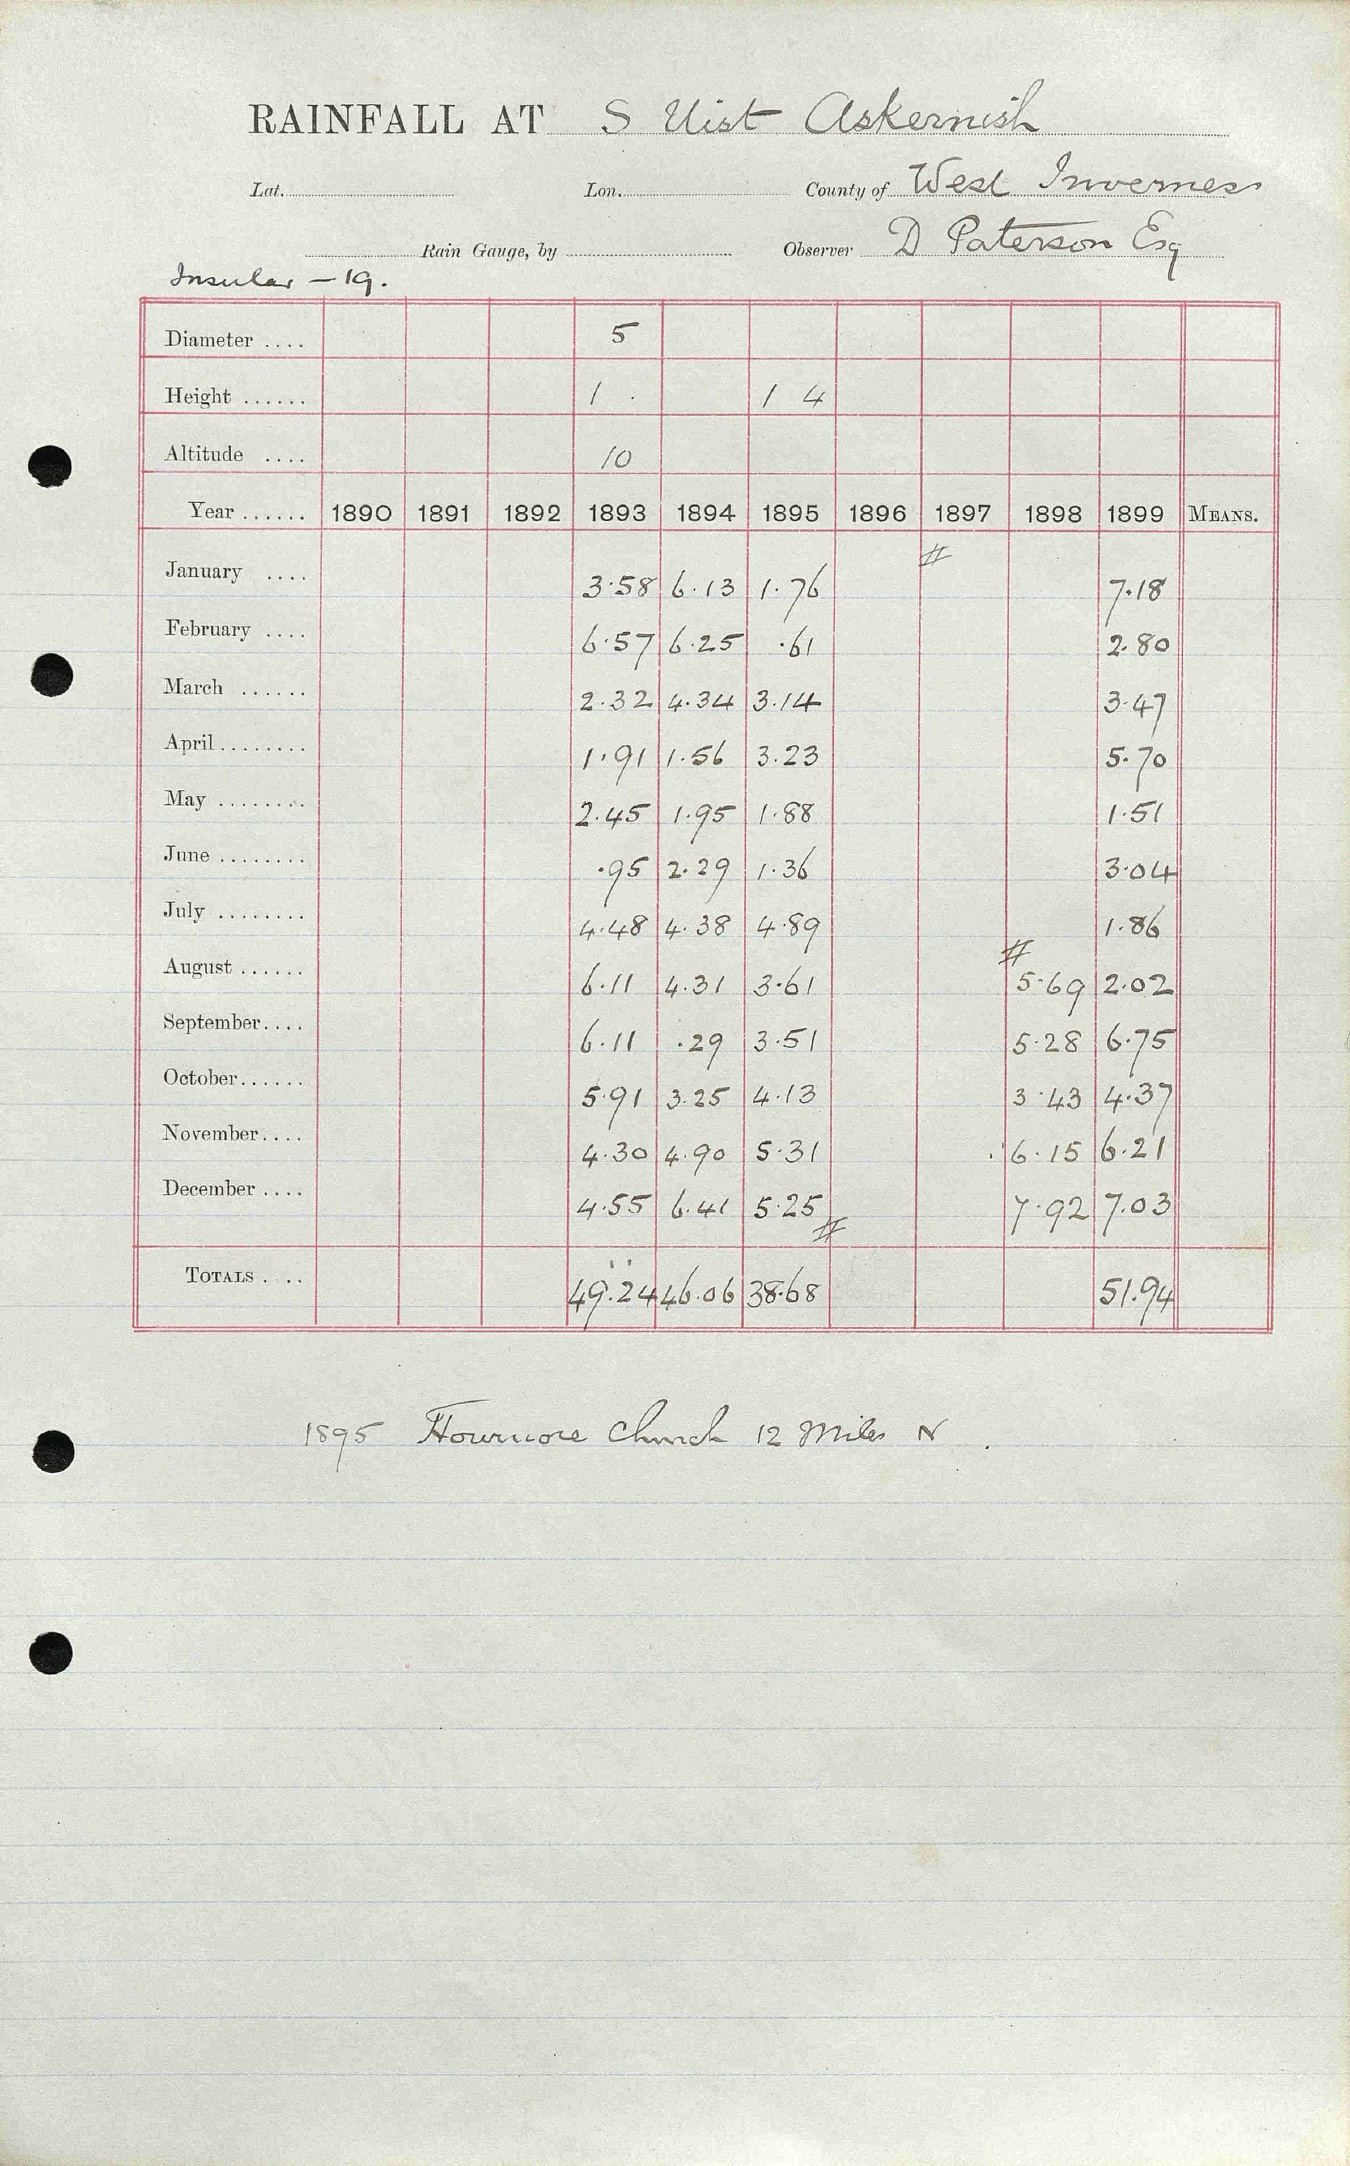 RAINFALL AT S Uist Askernish
Lat. Lon. County of West Inverness
Rain Gauge, by Observer D Paterson Esq
Insular - 19.
Diameter .... 5
Height ...... 1 . 1 4
Altitude .... 10
Year ...... 1890 1891 1892 1893 1894 1895 1896 1897 1898 1899 MEANS.
#
January .... 3.58 6.13 1.76 7.18
February .... 6.57 6.25 .61 2.80
March ...... 2.32 4.34 3.14 3.47
April ........ 1.91 1.56 3.23 5.70
May ........ 2.45 1.95 1.88 1.51
June ........ .95 2.29 1.36 3.04
July ........ 4.48 4.38 4.89 1.86
#
August ...... 6.11 4.31 3.61 5.69 2.02
September .... 6.11 .29 3.51 5.28 6.75
October ...... 5.91 3.25 4.13 3.43 4.37
November .... 4.30 4.90 5.31 6.15 6.21
December .... 4.55 6.41 5.25 7.92 7.03
#
TOTALS .... 49.24 46.06 38.68 51.94
1895 Howmore Church 12 Miles N .